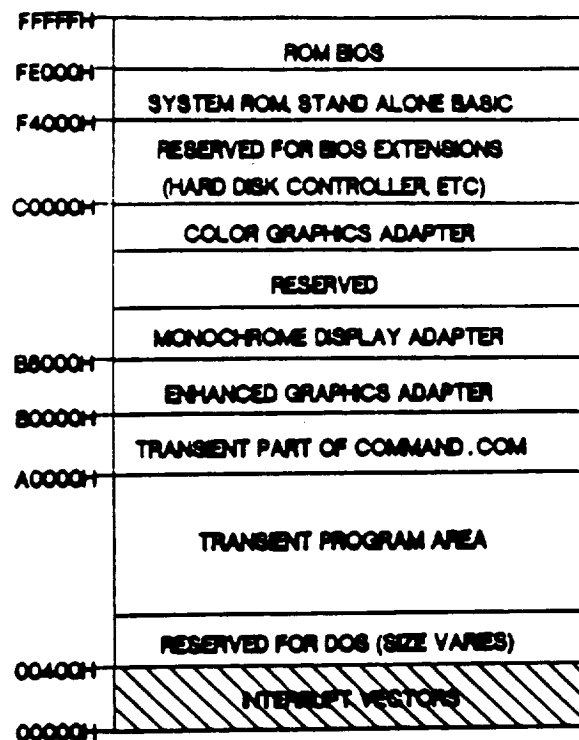 FFFFFH
ROM BIOS
FE000H
SYSTEM ROM, STAND ALONE BASIC
F4000H
RESERVED FOR BIOS EXTENSIONS
(HARD DISK CONTROLLER, ETC)
C0000H
COLOR GRAPHICS ADAPTER
RESERVED
MONOCHROME DISPLAY ADAPTER
B8000H
ENHANCED GRAPHICS ADAPTER
B0000H
TRANSIENT PART OF COMMAND.COM
A0000H
TRANSIENT PROGRAM AREA
RESERVED FOR DOS (SIZE VARIES)
00400H
INTERRUPT VECTORS
00000H